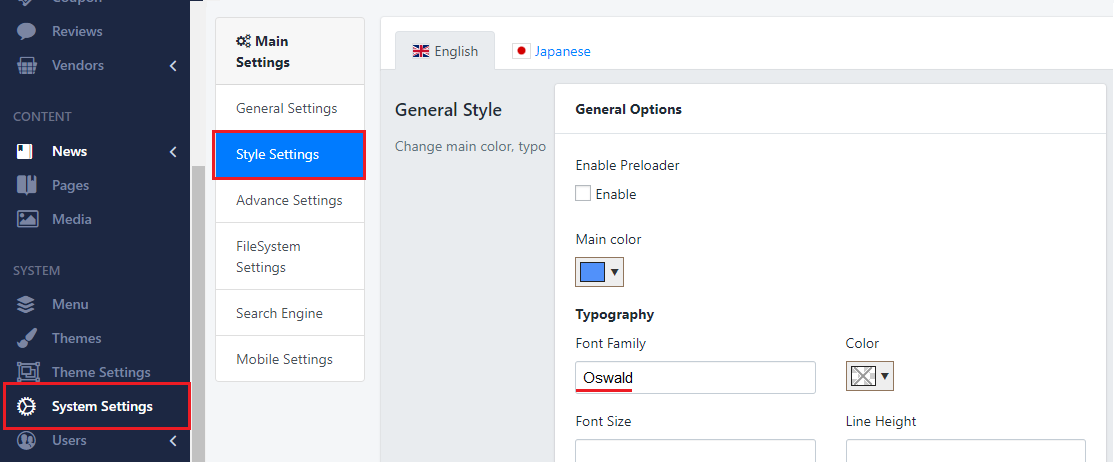 Coupon
Reviews
Vendors
CONTENT
News
Pages
Media
SYSTEM
Menu
Themes
Theme Settings
System Settings
Users
Main
Settings
General Settings
Style Settings
Advance Settings
FileSystem
Settings
Search Engine
Mobile Settings
English
Japanese
General Style
Change main color, typo
General Options
Enable Preloader
Enable
Main color
Typography
Font Family
Color
Oswald
Font Size
Line Height